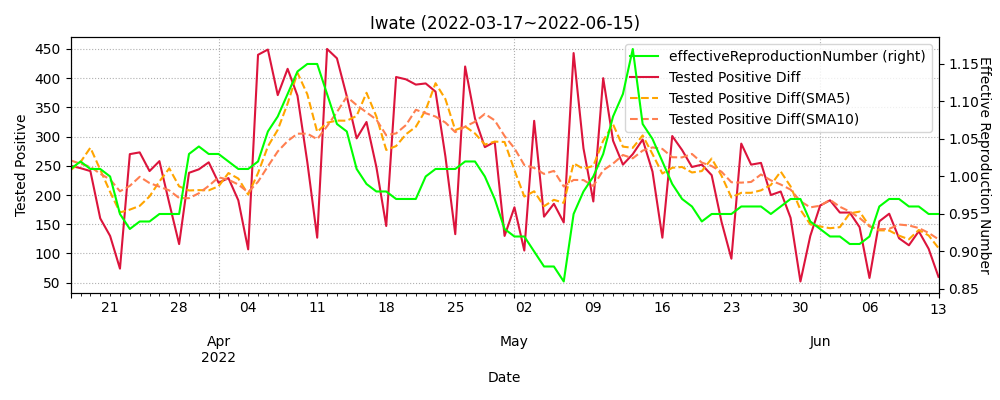 Iwate (2022-03-17~2022-06-15)
effectiveReproductionNumber (right)
Tested Positive Diff
Tested Positive Diff(SMA5)
Tested Positive Diff(SMA10)
Tested Positive
450
400
350
300
250
200
150
100
50
1.15
1.10
1.05
1.00
0.95
0.90
0.85
Effective Reproduction Number
21 28 04 11 18 25 02 09 16 23 30 06 13
Apr May Jun
2022
Date